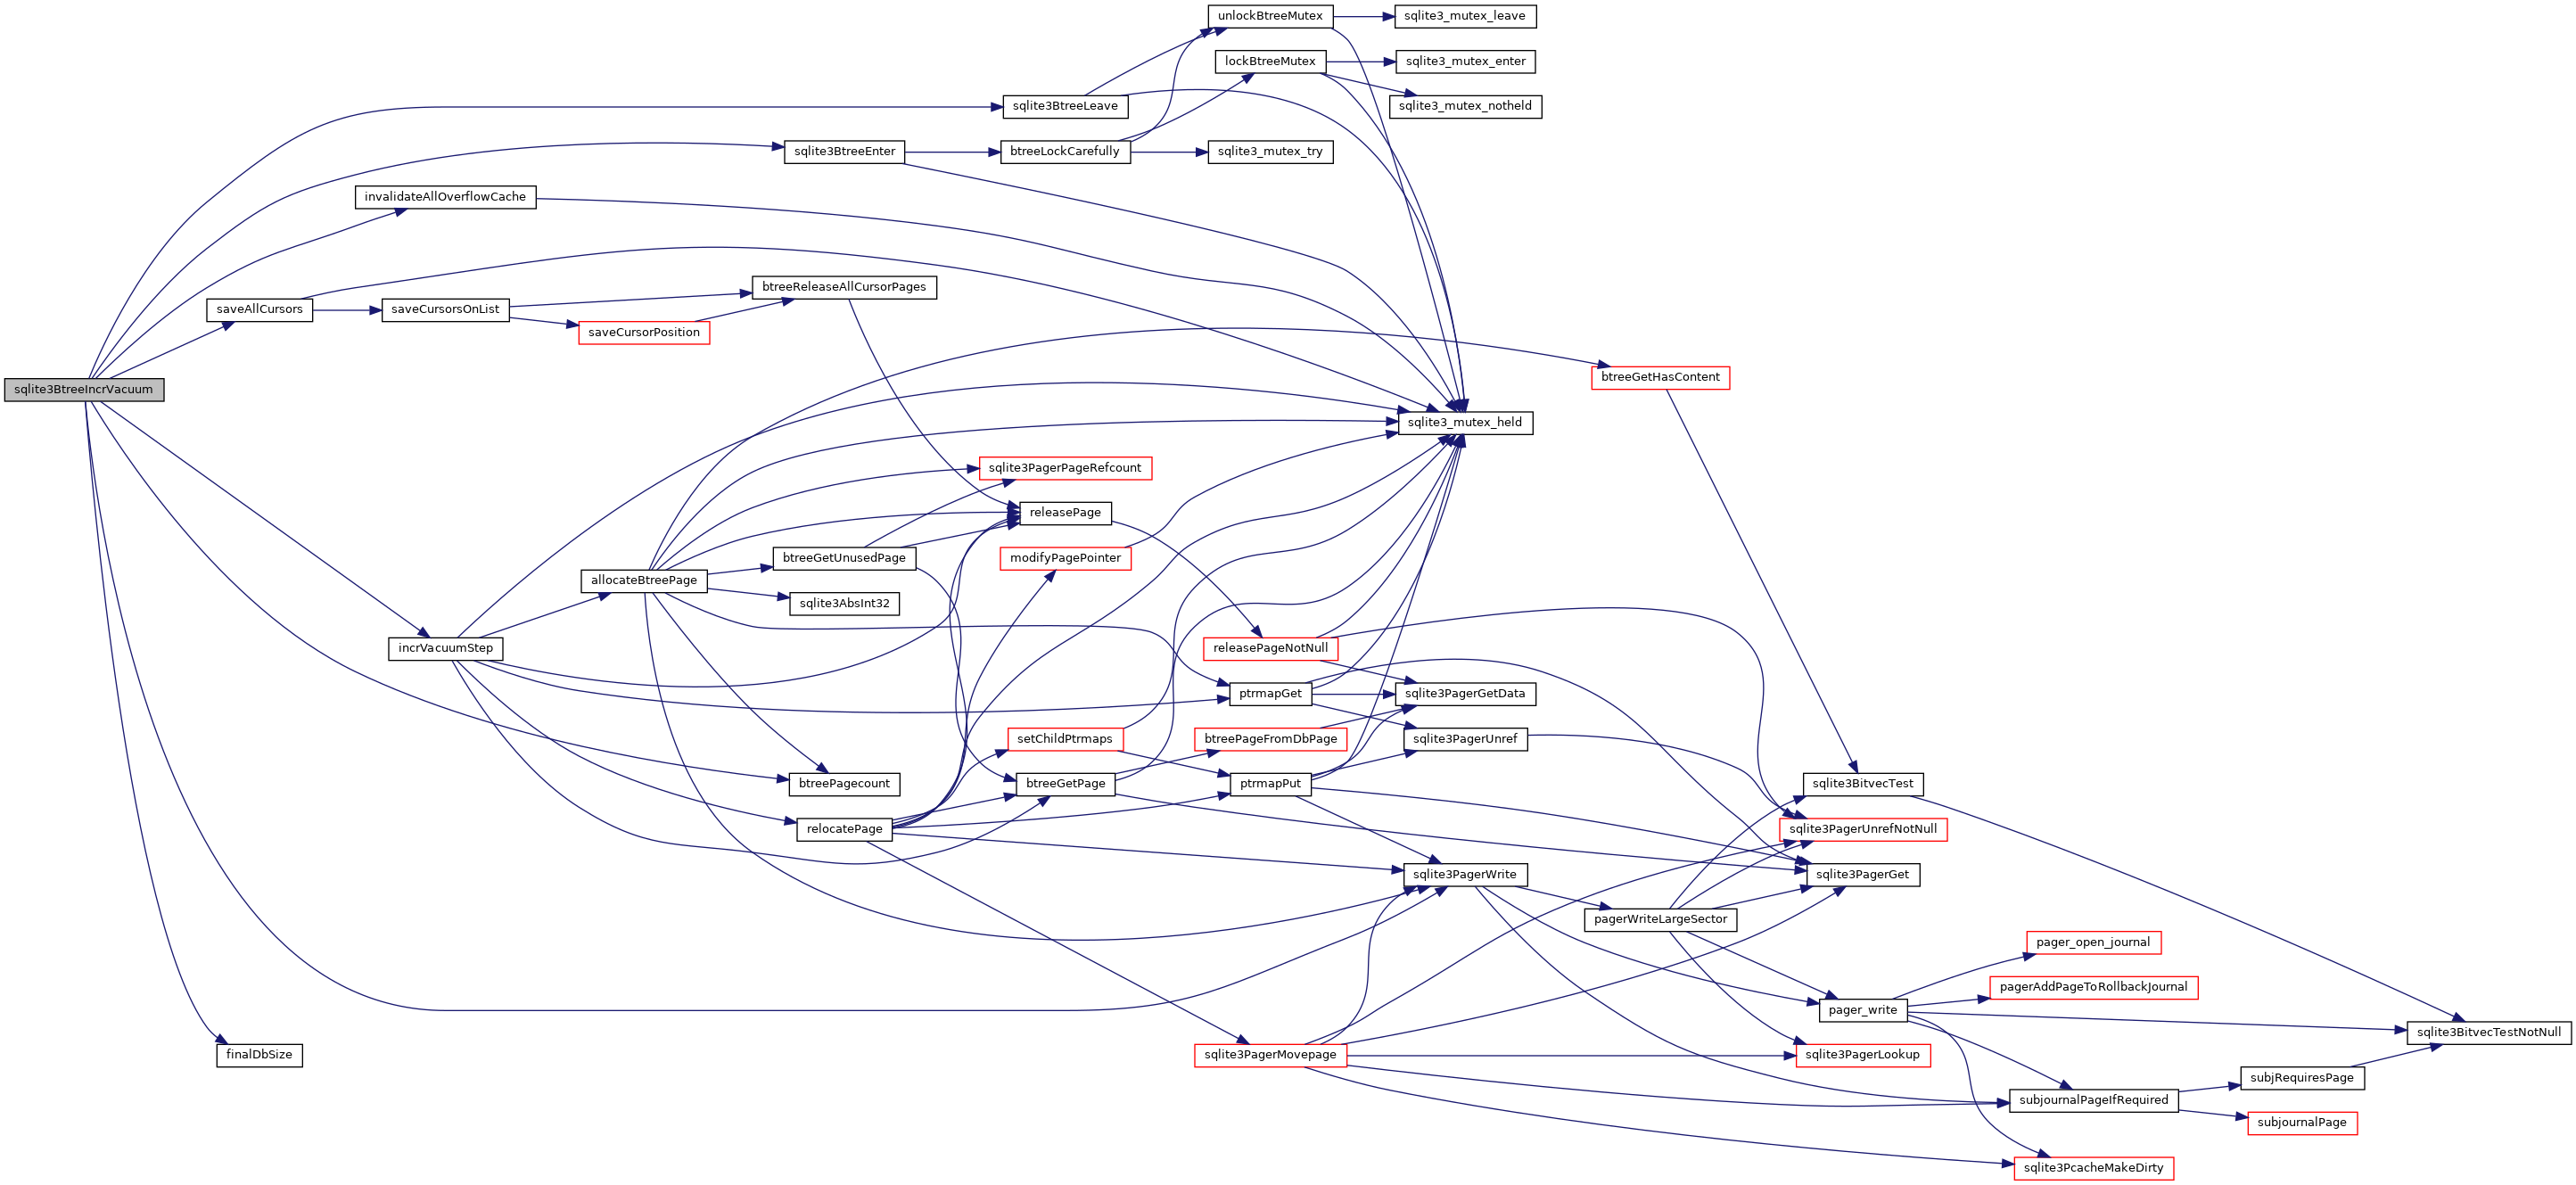 unlockBtreeMutex
sqlite3_mutex_leave
lockBtreeMutex
sqlite3_mutex_enter
sqlite3BtreeLeave
sqlite3_mutex_notheld
sqlite3BtreeEnter
btreeLockCarefully
sqlite3_mutex_try
invalidateAllOverflowCache
btreeReleaseAllCursorPages
saveAllCursors
saveCursorsOnList
saveCursorPosition
btreeGetHasContent
sqlite3BtreeIncrVacuum
sqlite3_mutex_held
sqlite3PagerPageRefcount
releasePage
btreeGetUnusedPage
modifyPagePointer
allocateBtreePage
sqlite3AbsInt32
incrVacuumStep
releasePageNotNull
ptrmapGet
sqlite3PagerGetData
setChildPtrmaps
btreePageFromDbPage
sqlite3PagerUnref
btreePagecount
btreeGetPage
ptrmapPut
sqlite3BitvecTest
relocatePage
sqlite3PagerUnrefNotNull
sqlite3PagerWrite
sqlite3PagerGet
pagerWriteLargeSector
pager_open_journal
pagerAddPageToRollbackJournal
pager_write
sqlite3BitvecTestNotNull
finalDbSize
sqlite3PagerMovepage
sqlite3PagerLookup
subjRequiresPage
subjournalPageIfRequired
subjournalPage
sqlite3PcacheMakeDirty